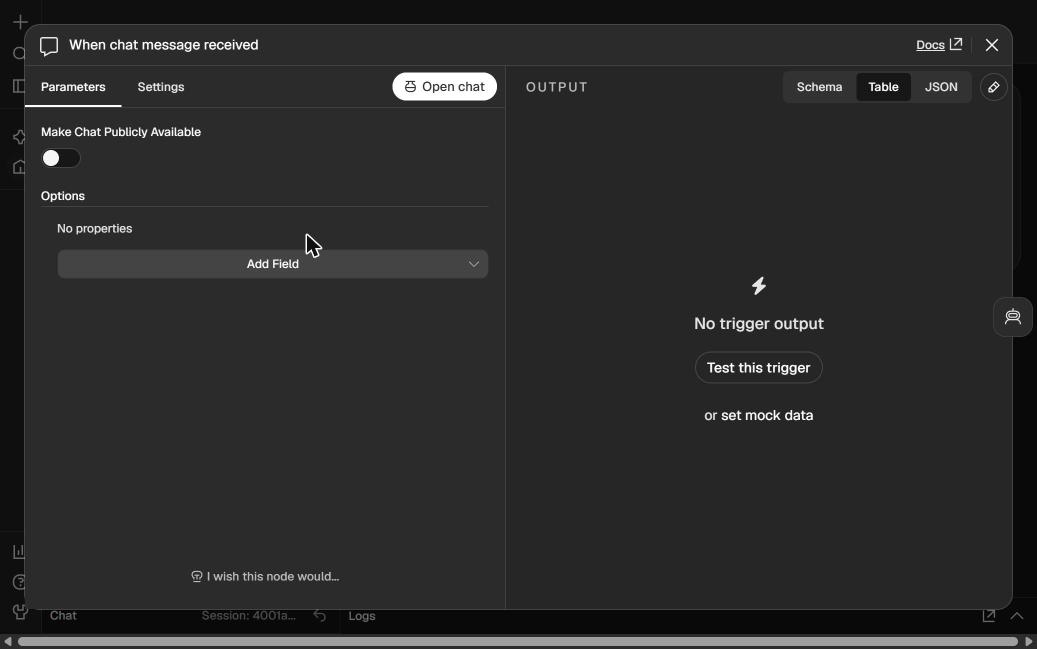 When chat message received
Docs
Parameters
Settings
Open chat
OUTPUT
Schema
Table
JSON
Make Chat Publicly Available
Options
No properties
Add Field
No trigger output
Test this trigger
or set mock data
I wish this node would...
Chat
Session: 4001a...
Logs